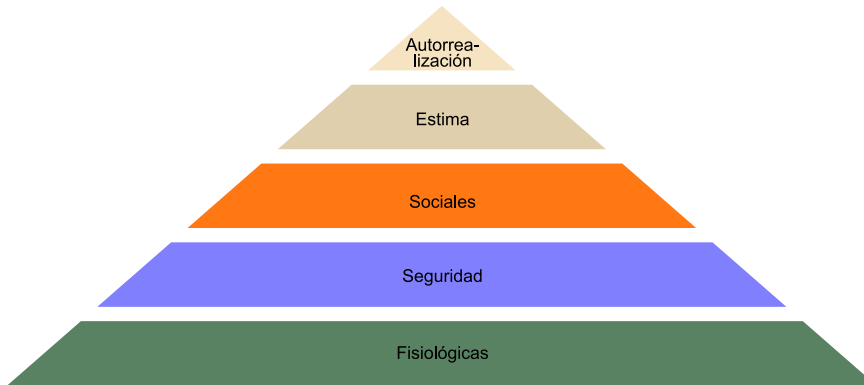 Autorrea-
lización
Estima
Sociales
Seguridad
Fisiológicas